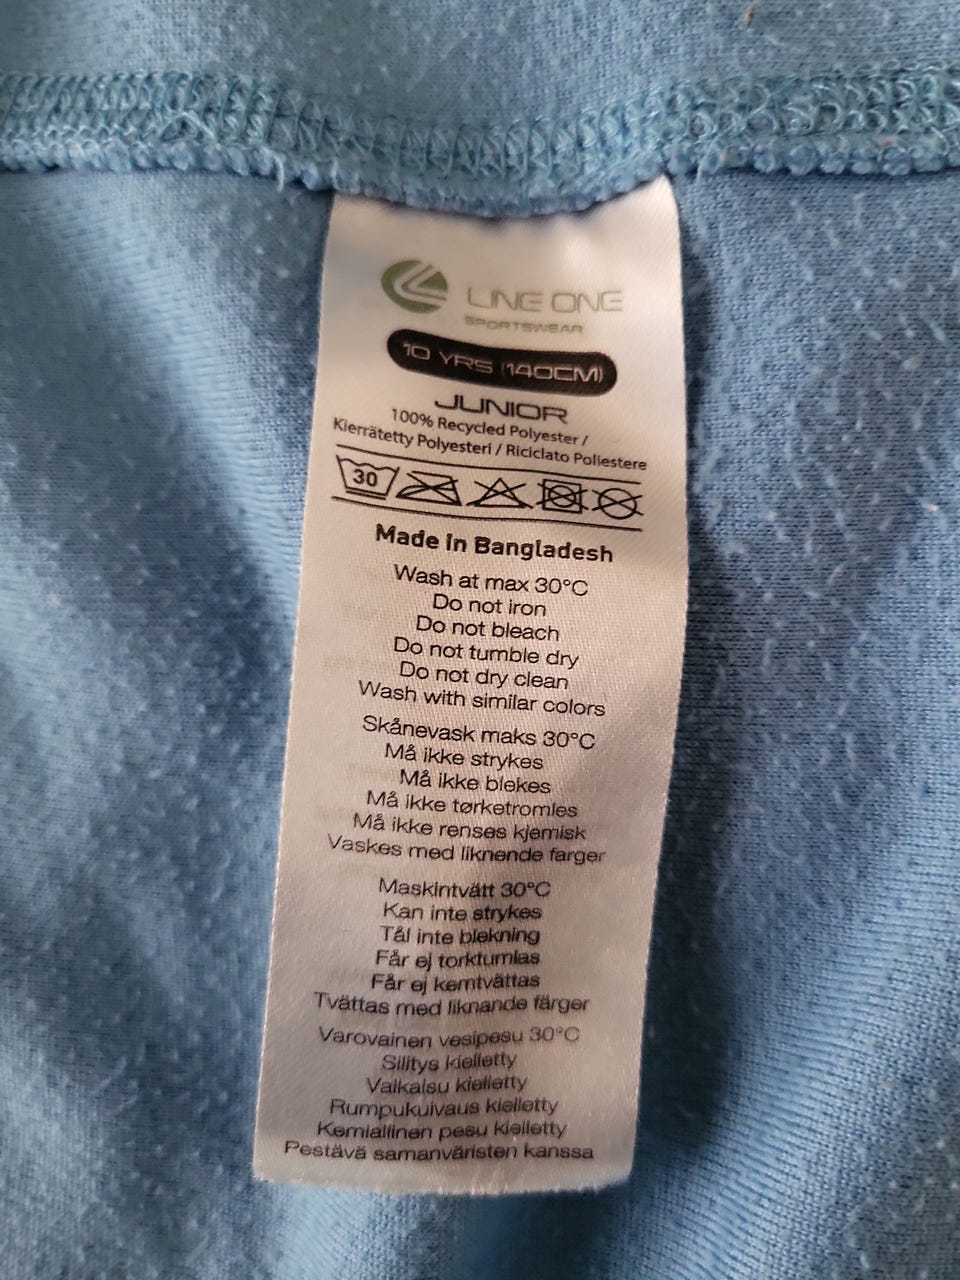 LINE ONE
SPORTSWEAR
10 YRS (140CM)
JUNIOR
100% Recycled Polyester /
Kierrätetty Polyesteri / Riciclato Poliestere
30
Made in Bangladesh
Wash at max 30°C
Do not iron
Do not bleach
Do not tumble dry
Do not dry clean
Wash with similar colors
Skånevask maks 30°C
Må ikke strykes
Må ikke blekes
Må ikke tørketromles
Må ikke renses kjemisk
Vaskes med liknende farger
Maskintvätt 30°C
Kan inte strykes
Tål inte blekning
Får ej torktumlas
Får ej kemtvättas
Tvättas med liknande färger
Varovainen vesipesu 30°C
Silitys kielletty
Valkaisu kielletty
Rumpukuivaus kielletty
Kemiallinen pesu kielletty
Pestävä samanväristen kanssa